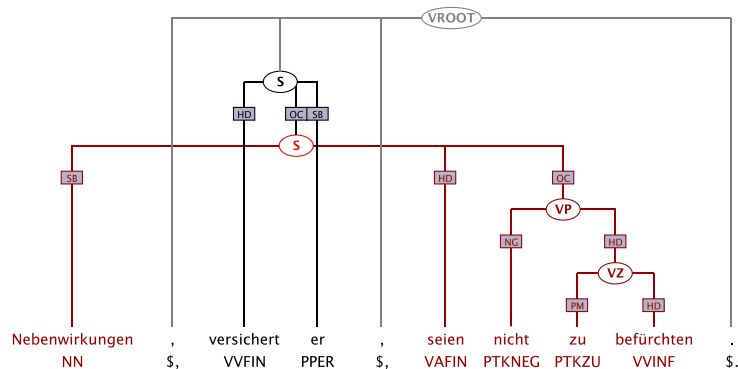 VROOT
S
HD OC SB
S
SB HD OC
VP
NG HD
VZ
PM HD
Nebenwirkungen , versichert er , seien nicht zu befürchten .
NN $, VVFIN PPER $, VAFIN PTKNEG PTKZU VVINF $.